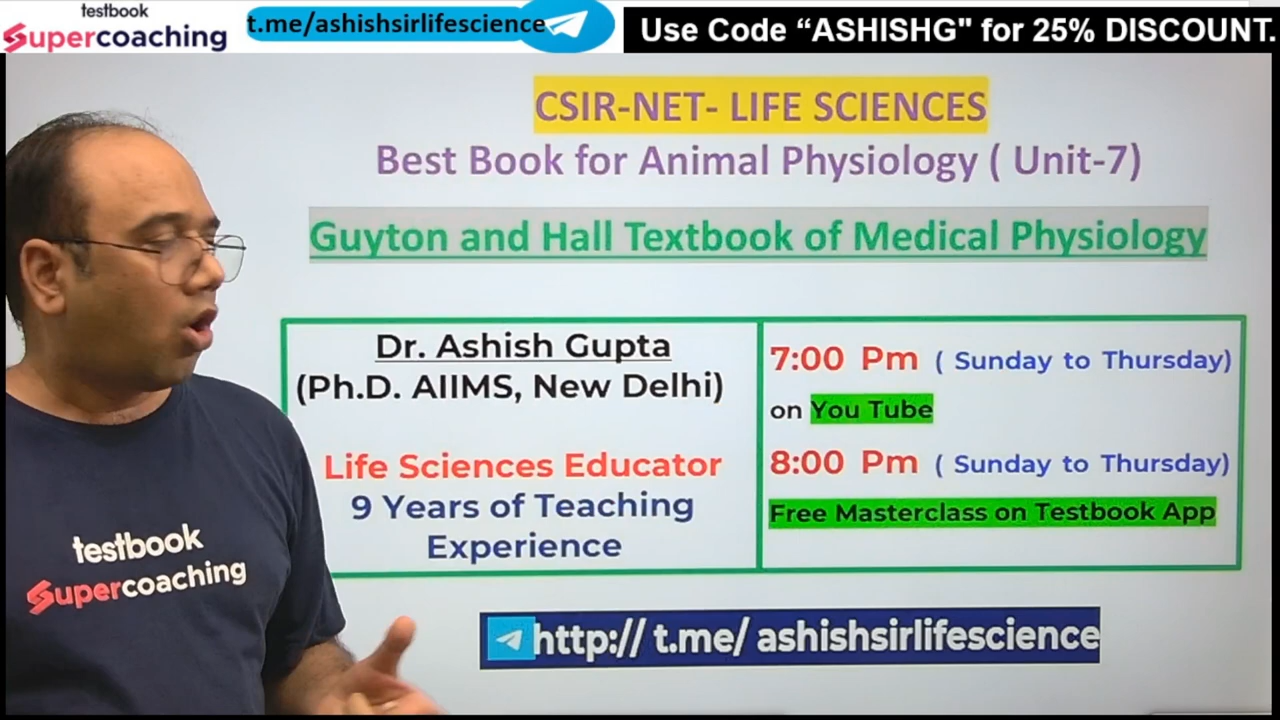 testbook
Supercoaching
t.me/ashishsirlifescience
Use Code “ASHISHG" for 25% DISCOUNT.
CSIR-NET- LIFE SCIENCES
Best Book for Animal Physiology ( Unit-7)
Guyton and Hall Textbook of Medical Physiology
Dr. Ashish Gupta
(Ph.D. AIIMS, New Delhi)
Life Sciences Educator
9 Years of Teaching
Experience
7:00 Pm ( Sunday to Thursday)
on You Tube
8:00 Pm ( Sunday to Thursday)
Free Masterclass on Testbook App
http:// t.me/ ashishsirlifescience
testbook
Supercoaching